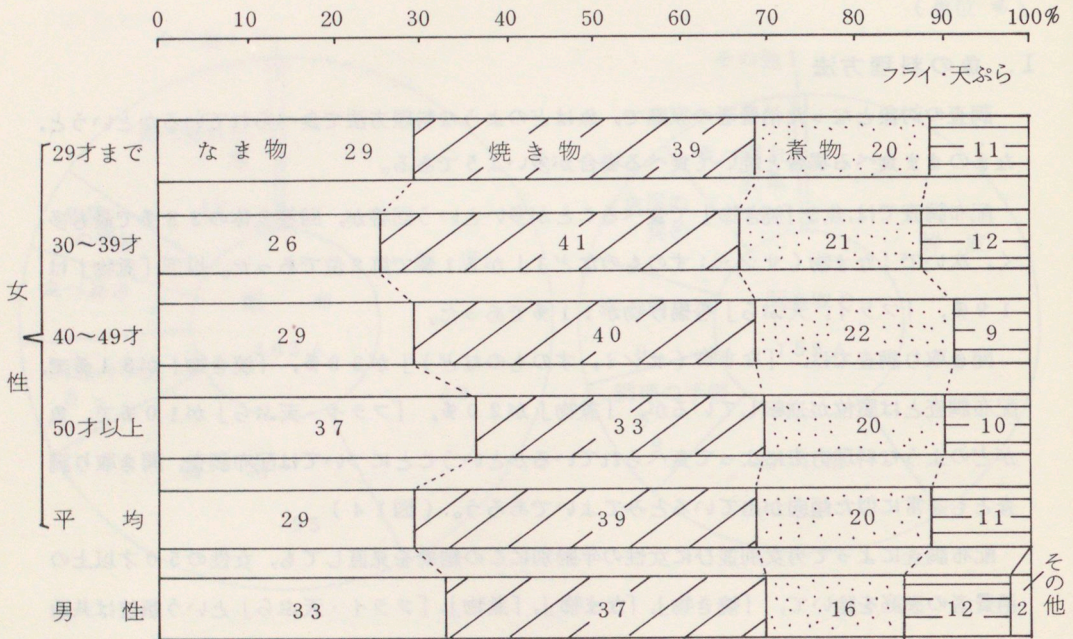 0 10 20 30 40 50 60 70 80 90 100%
フライ・天ぷら
29才まで なま物 29 焼き物 39 煮物 20 11
30～39才 26 41 21 12
40～49才 29 40 22 9
50才以上 37 33 20 10
平均 29 39 20 11
女性
その他
男性 33 37 16 12 2